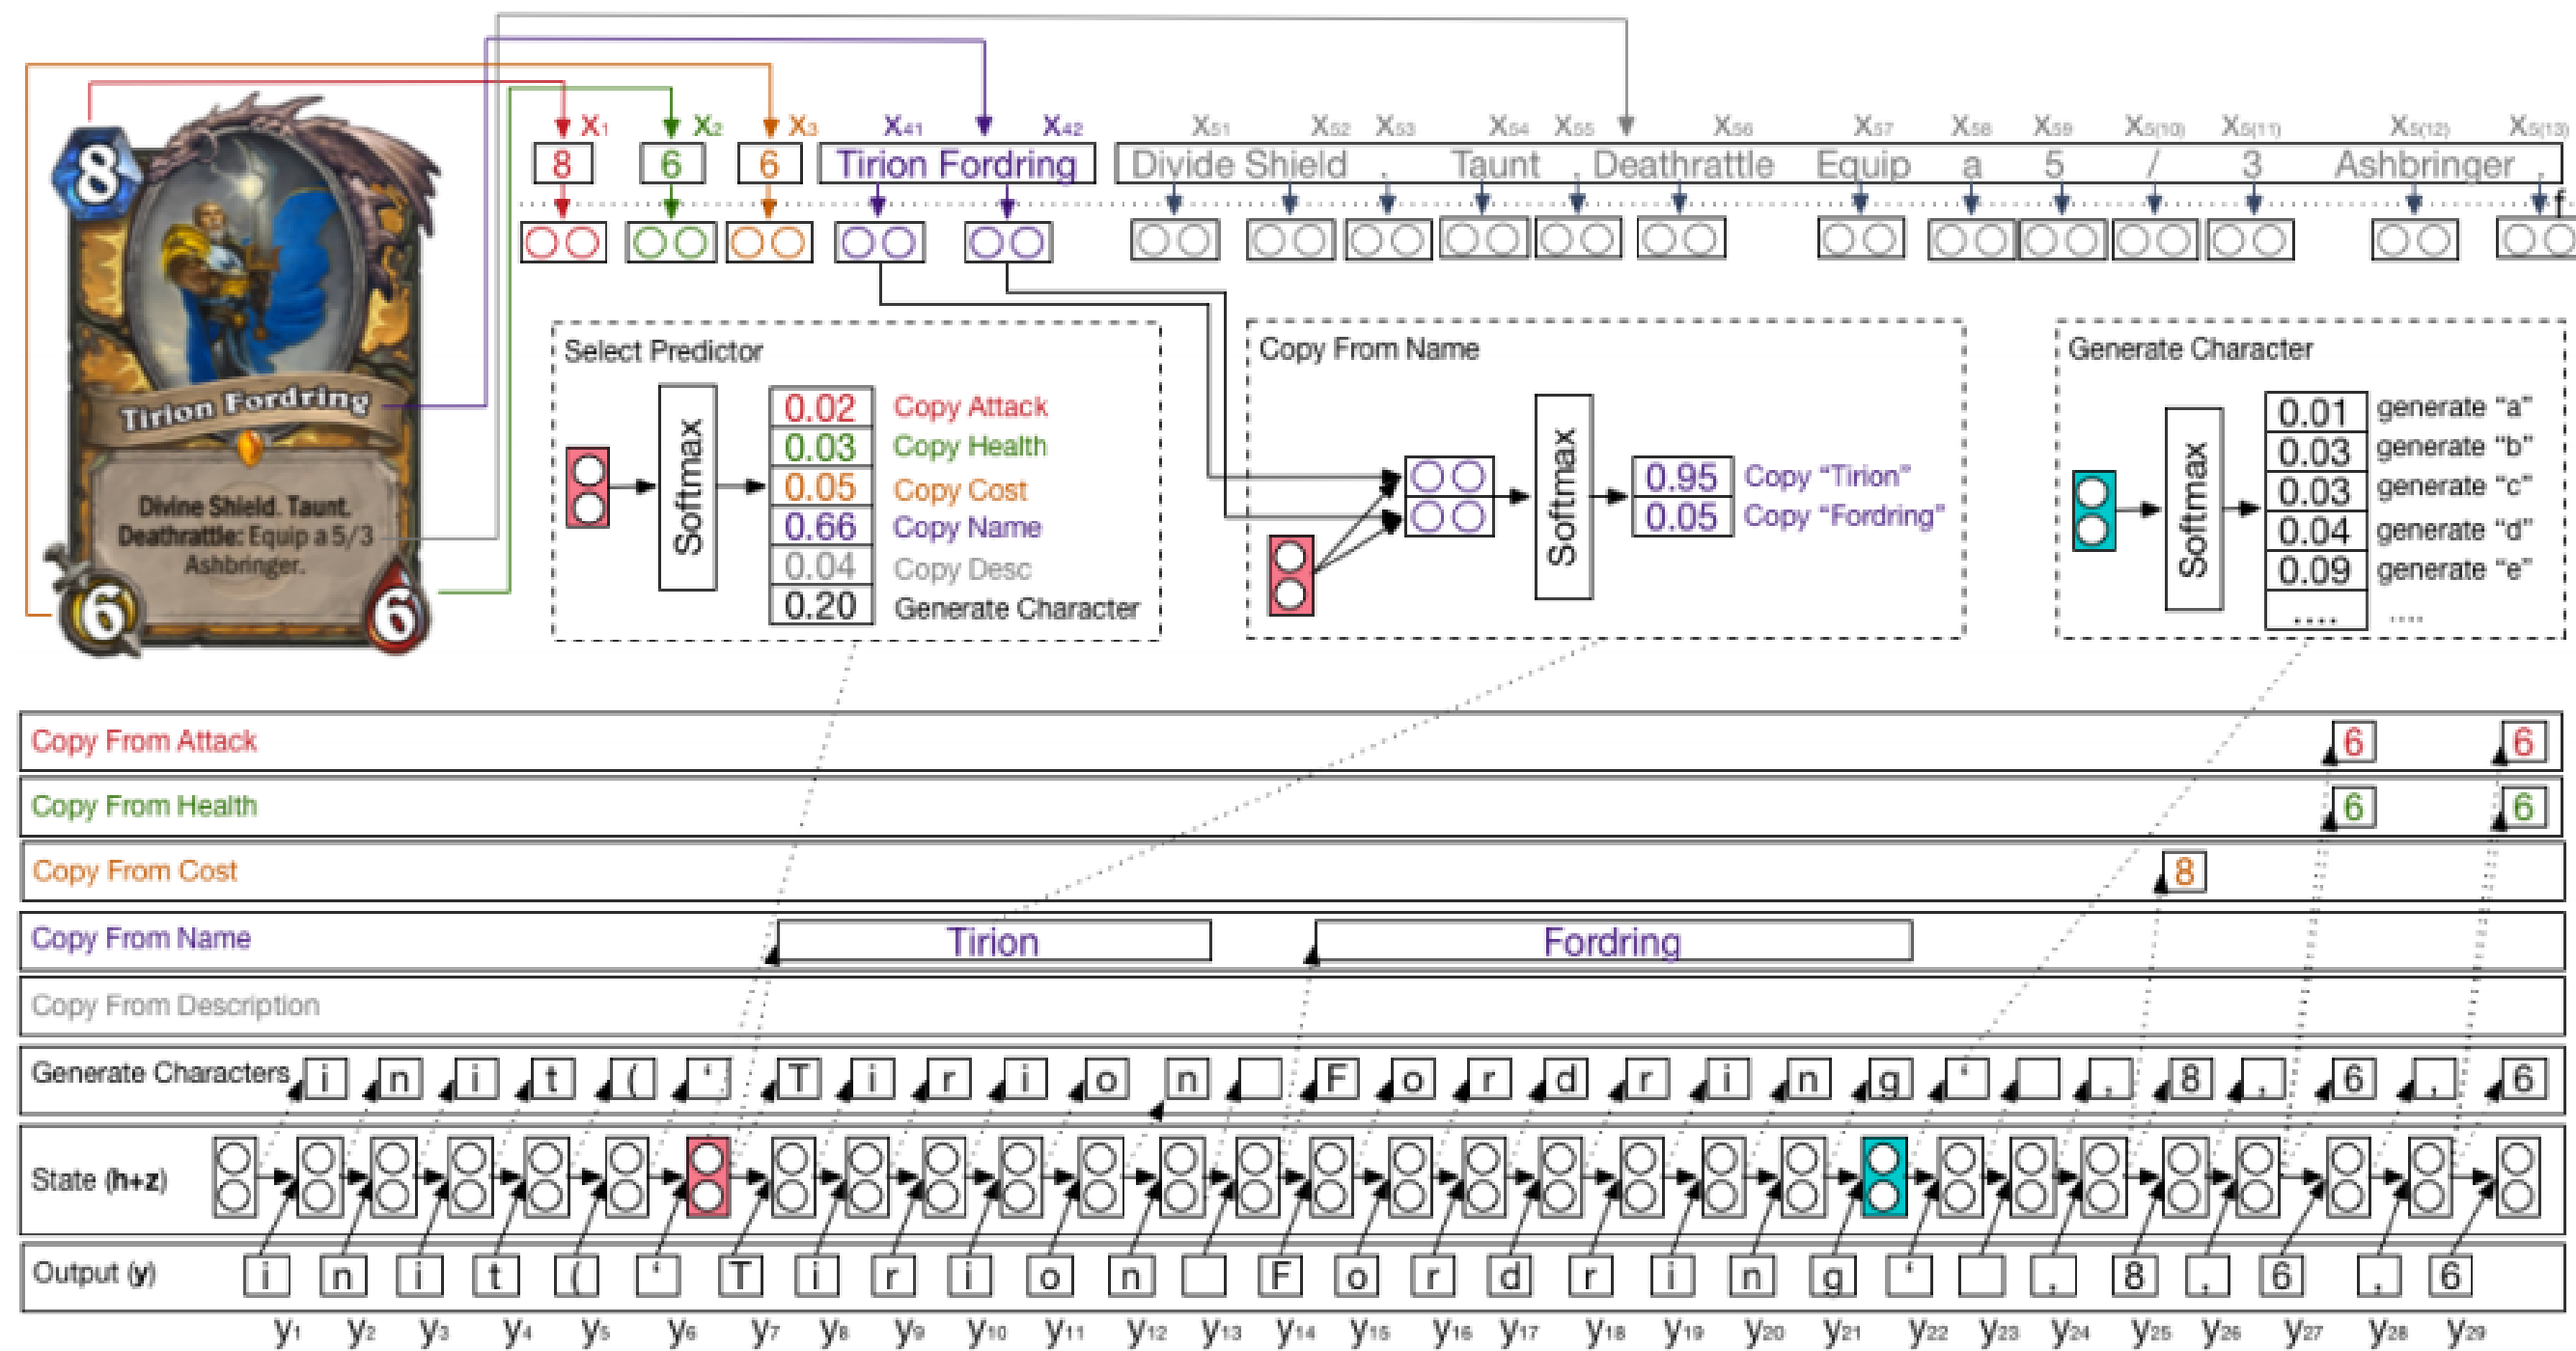 x₁ x₂ x₃ x₄₁ x₄₂ x₅₁ x₅₂ x₅₃ x₅₄ x₅₅ x₅₆ x₅₇ x₅₈ x₅₉ x₅₍₁₀₎ x₅₍₁₁₎ x₅₍₁₂₎ x₅₍₁₃₎
8 6 6 Tirion Fordring Divide Shield . Taunt . Deathrattle Equip a 5 / 3 Ashbringer .
f
8
Tirion Fordring
Divine Shield. Taunt.
Deathrattle: Equip a 5/3
Ashbringer.
6 6
Select Predictor
Softmax
0.02 Copy Attack
0.03 Copy Health
0.05 Copy Cost
0.66 Copy Name
0.04 Copy Desc
0.20 Generate Character
Copy From Name
Softmax
0.95 Copy “Tirion”
0.05 Copy “Fordring”
Generate Character
Softmax
0.01 generate “a”
0.03 generate “b”
0.03 generate “c”
0.04 generate “d”
0.09 generate “e”
.... ....
Copy From Attack 6 6
Copy From Health 6 6
Copy From Cost 8
Copy From Name Tirion Fordring
Copy From Description
Generate Characters i n i t ( ‘ T i r i o n F o r d r i n g ‘ , 8 , 6 , 6
State (h+z)
Output (y) i n i t ( ‘ T i r i o n F o r d r i n g ‘ , 8 , 6 , 6
y₁ y₂ y₃ y₄ y₅ y₆ y₇ y₈ y₉ y₁₀ y₁₁ y₁₂ y₁₃ y₁₄ y₁₅ y₁₆ y₁₇ y₁₈ y₁₉ y₂₀ y₂₁ y₂₂ y₂₃ y₂₄ y₂₅ y₂₆ y₂₇ y₂₈ y₂₉